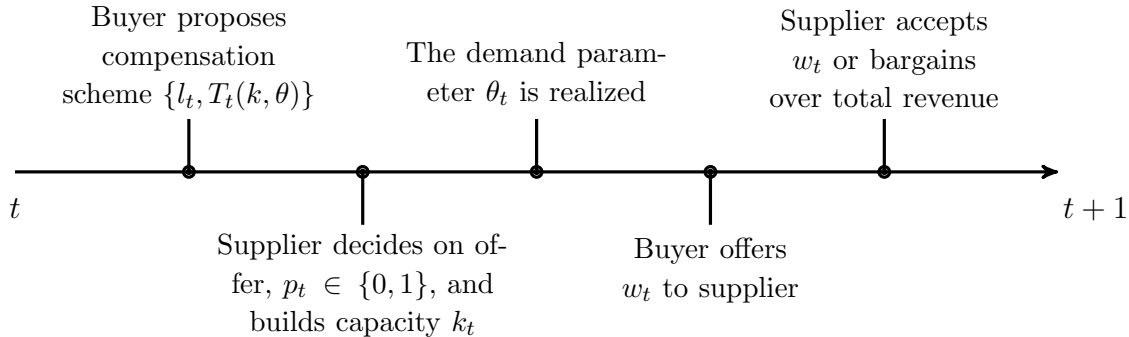 Buyer proposes
compensation
scheme {l_t, T_t(k, θ)}
The demand param-
eter θ_t is realized
Supplier accepts
w_t or bargains
over total revenue
t
t + 1
Supplier decides on of-
fer, p_t ∈ {0, 1}, and
builds capacity k_t
Buyer offers
w_t to supplier